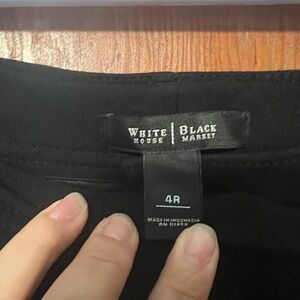 WHITE | BLACK
HOUSE | MARKET
4R
MADE IN INDONESIA